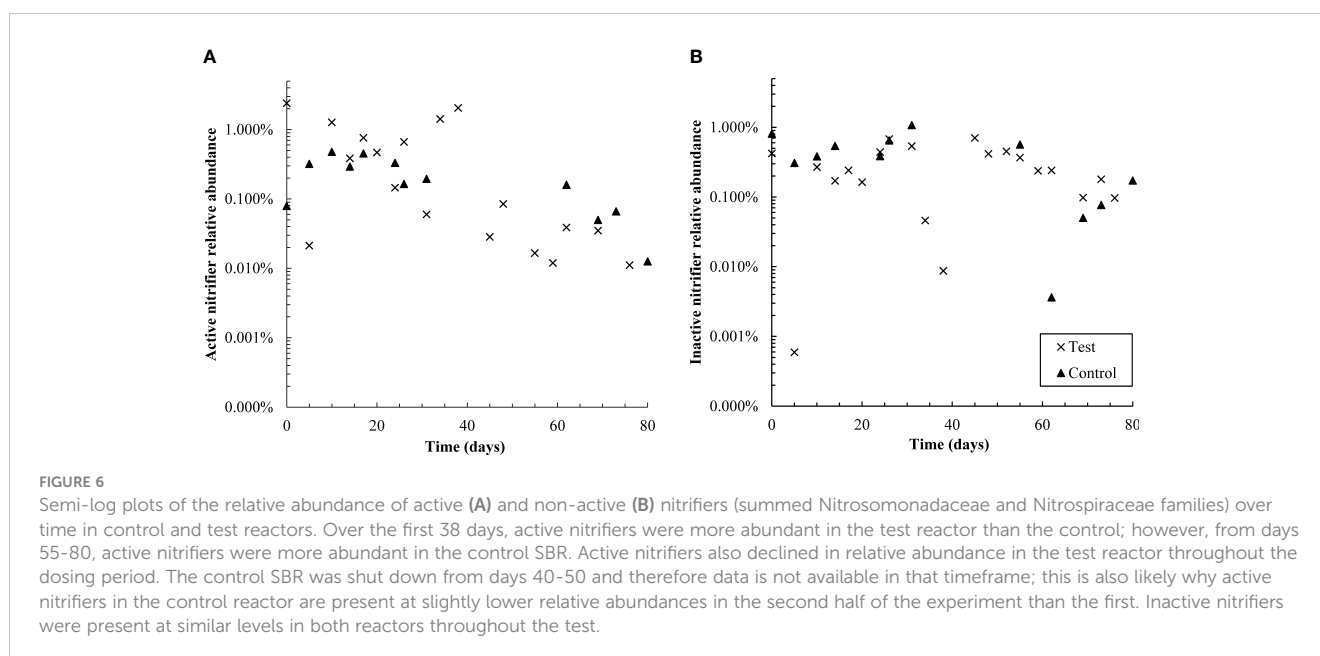 A
B
Active nitrifier relative abundance
1.000%
0.100%
0.010%
0.001%
0.000%
0
20
40
60
80
Time (days)
Inactive nitrifier relative abundance
1.000%
0.100%
0.010%
0.001%
0.000%
0
20
40
60
80
Time (days)
Test
Control
FIGURE 6
Semi-log plots of the relative abundance of active (A) and non-active (B) nitrifiers (summed Nitrosomonadaceae and Nitrospiraceae families) over
time in control and test reactors. Over the first 38 days, active nitrifiers were more abundant in the test reactor than the control; however, from days
55-80, active nitrifiers were more abundant in the control SBR. Active nitrifiers also declined in relative abundance in the test reactor throughout the
dosing period. The control SBR was shut down from days 40-50 and therefore data is not available in that timeframe; this is also likely why active
nitrifiers in the control reactor are present at slightly lower relative abundances in the second half of the experiment than the first. Inactive nitrifiers
were present at similar levels in both reactors throughout the test.